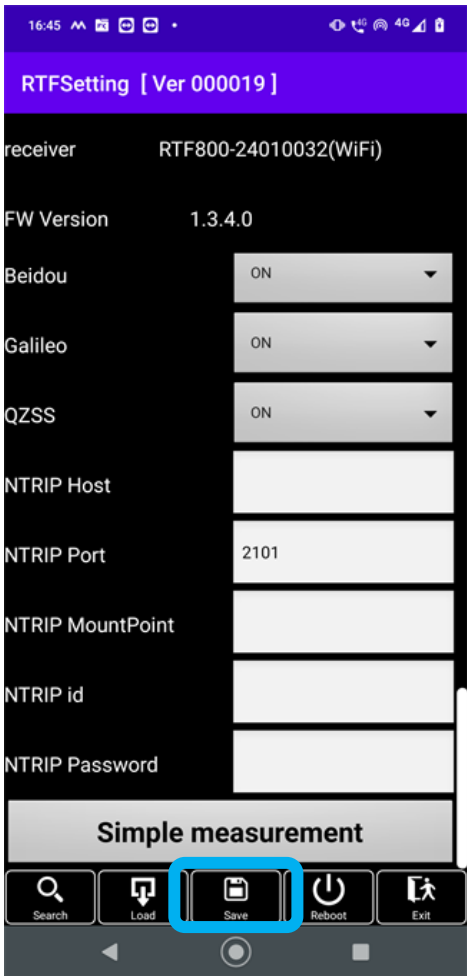 16:45
4G
4G
RTFSetting [ Ver 000019 ]
receiver RTF800-24010032(WiFi)
FW Version 1.3.4.0
Beidou ON
Galileo ON
QZSS ON
NTRIP Host
NTRIP Port 2101
NTRIP MountPoint
NTRIP id
NTRIP Password
Simple measurement
Search Load Save Reboot Exit